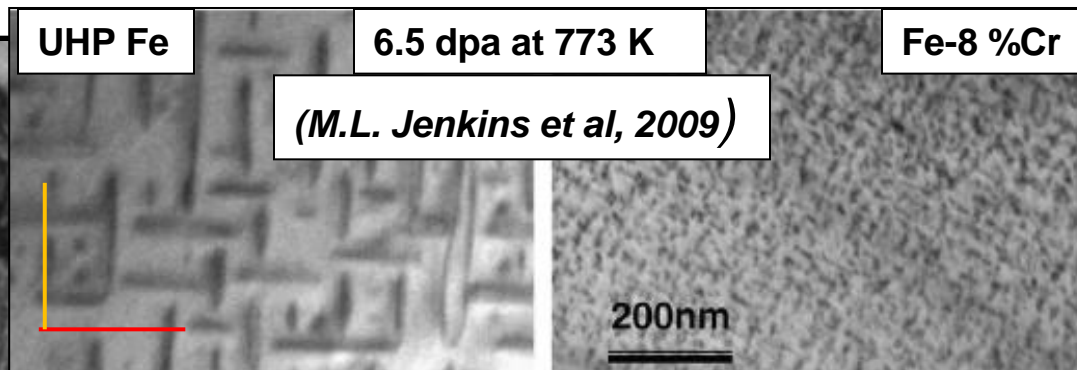 UHP Fe
6.5 dpa at 773 K
Fe-8 %Cr
(M.L. Jenkins et al, 2009)
200nm